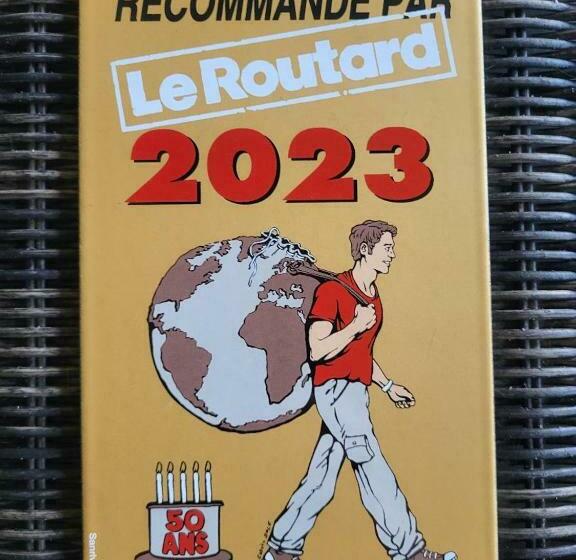 RECOMMANDÉ PAR
Le Routard
2023
50
ANS